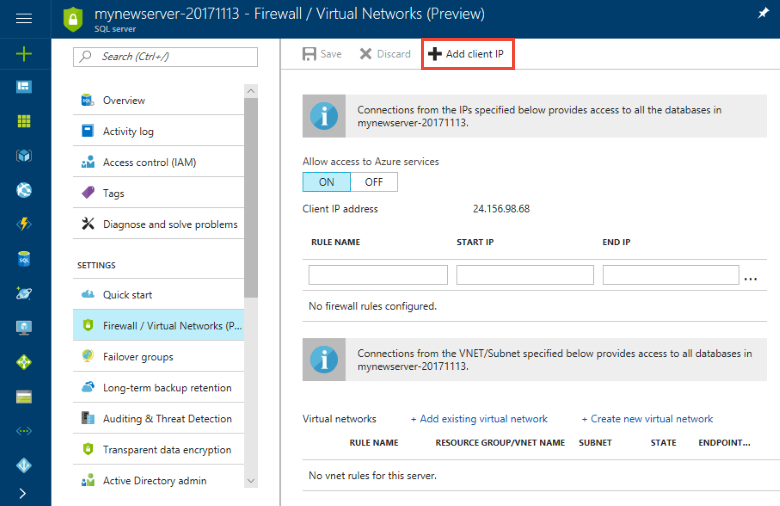 mynewserver-20171113 - Firewall / Virtual Networks (Preview)
SQL server
Search (Ctrl+/)
Overview
Activity log
Access control (IAM)
Tags
Diagnose and solve problems
SETTINGS
Quick start
Firewall / Virtual Networks (P...
Failover groups
Long-term backup retention
Auditing & Threat Detection
Transparent data encryption
Active Directory admin
Save Discard Add client IP
Connections from the IPs specified below provides access to all the databases in
mynewserver-20171113.
Allow access to Azure services
ON OFF
Client IP address 24.156.98.68
RULE NAME START IP END IP
...
No firewall rules configured.
Connections from the VNET/Subnet specified below provides access to all databases in
mynewserver-20171113.
Virtual networks + Add existing virtual network + Create new virtual network
RULE NAME RESOURCE GROUP/VNET NAME SUBNET STATE ENDPOINT...
No vnet rules for this server.